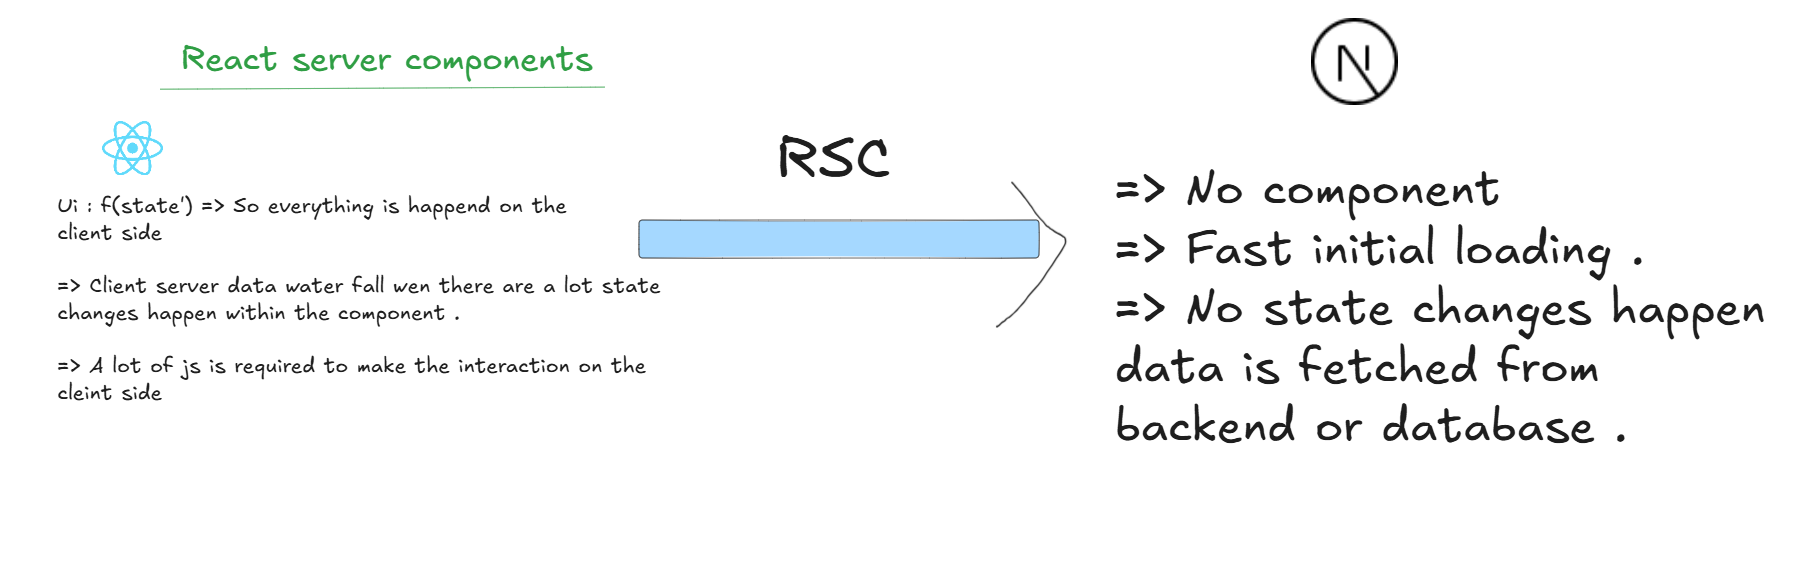 React server components
Ui : f(state') => So everything is happend on the
client side
=> Client server data water fall wen there are a lot state
changes happen within the component .
=> A lot of js is required to make the interaction on the
cleint side
RSC
N
=> No component
=> Fast initial loading .
=> No state changes happen
data is fetched from
backend or database .